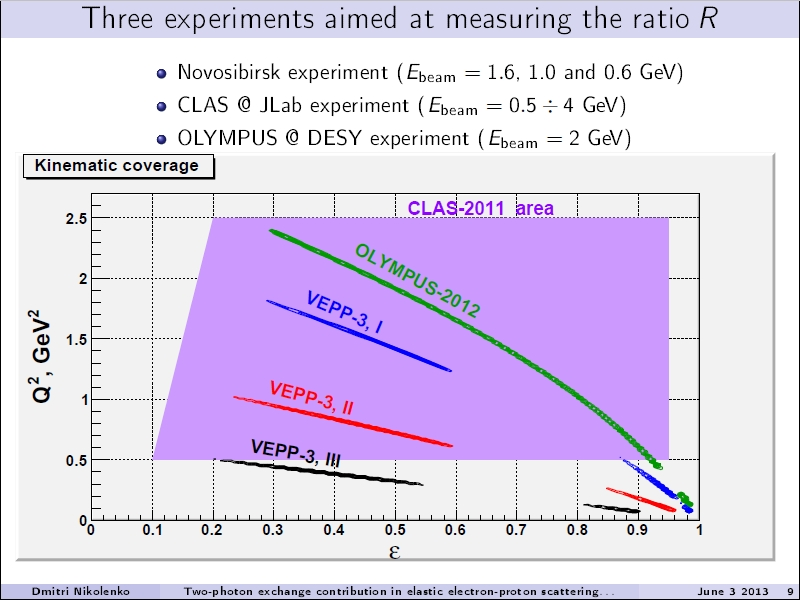 Three experiments aimed at measuring the ratio R
Novosibirsk experiment (E beam = 1.6, 1.0 and 0.6 GeV)
CLAS @ JLab experiment (E beam = 0.5 ÷ 4 GeV)
OLYMPUS @ DESY experiment (E beam = 2 GeV)
Kinematic coverage
CLAS-2011 area
OLYMPUS-2012
VEPP-3, I
VEPP-3, II
VEPP-3, III
Q², GeV²
2.5
2
1.5
1
0.5
0
0 0.1 0.2 0.3 0.4 0.5 0.6 0.7 0.8 0.9 1
ε
Dmitri Nikolenko Two-photon exchange contribution in elastic electron-proton scattering... June 3 2013 9